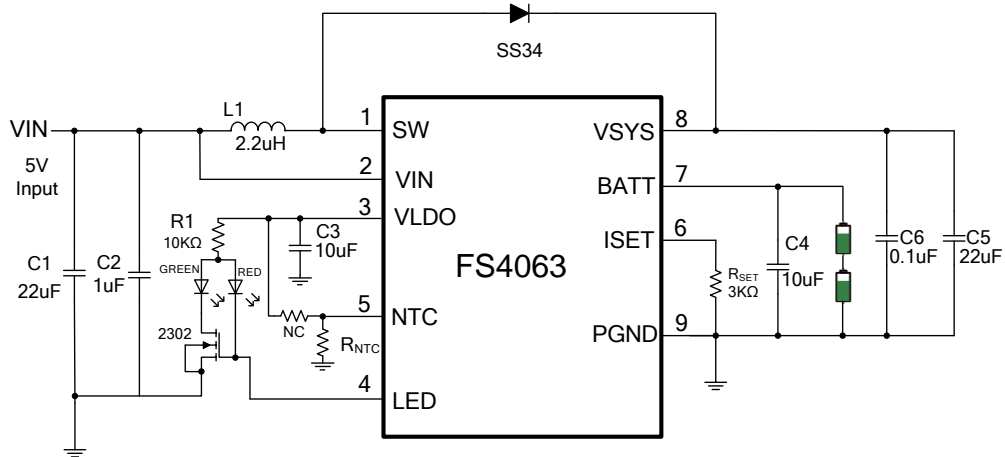 SS34
L1
2.2uH
VIN
5V
Input
1
SW
2
VIN
3
VLDO
R1
10KΩ
C3
10uF
GREEN
RED
C1
22uF
C2
1uF
5
NTC
NC
RNTC
2302
4
LED
FS4063
VSYS
8
BATT
7
ISET
6
RSET
3KΩ
C4
10uF
C6
0.1uF
C5
22uF
PGND
9